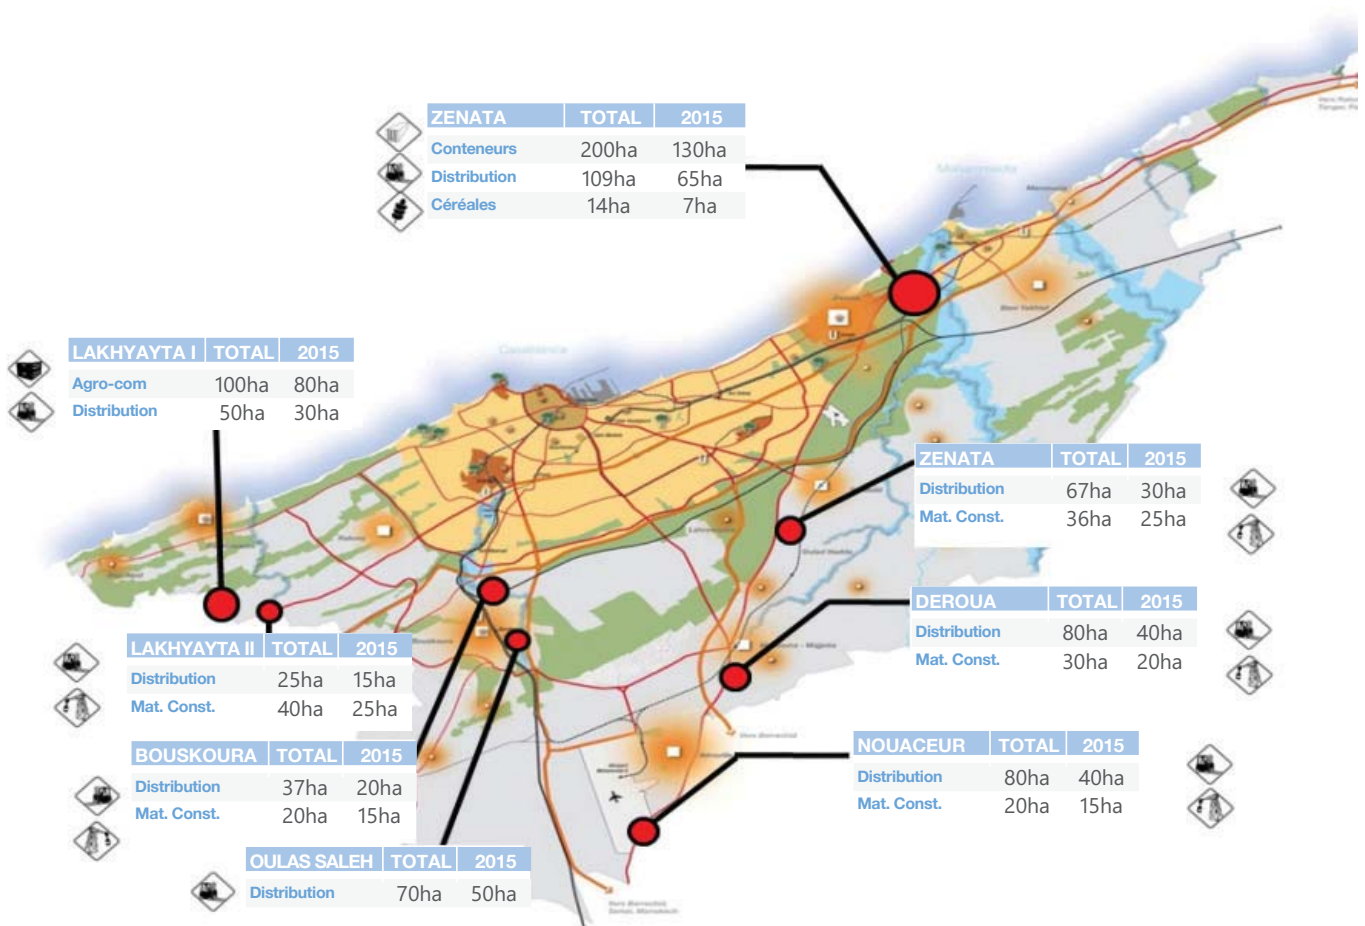 ZENATA TOTAL 2015
Conteneurs 200ha 130ha
Distribution 109ha 65ha
Céréales 14ha 7ha
LAKHYAYTA I TOTAL 2015
Agro-com 100ha 80ha
Distribution 50ha 30ha
Casablanca
ZENATA TOTAL 2015
Distribution 67ha 30ha
Mat. Const. 36ha 25ha
DEROUA TOTAL 2015
Distribution 80ha 40ha
Mat. Const. 30ha 20ha
LAKHYAYTA II TOTAL 2015
Distribution 25ha 15ha
Mat. Const. 40ha 25ha
BOUSKOURA TOTAL 2015
Distribution 37ha 20ha
Mat. Const. 20ha 15ha
NOUACEUR TOTAL 2015
Distribution 80ha 40ha
Mat. Const. 20ha 15ha
OULAS SALEH TOTAL 2015
Distribution 70ha 50ha